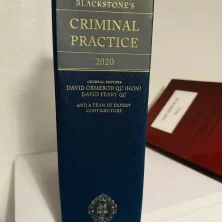 BLACKSTONE'S
CRIMINAL
PRACTICE
2020
GENERAL EDITORS
DAVID ORMEROD QC (HON)
DAVID PERRY QC
AND A TEAM OF EXPERT
CONTRIBUTORS